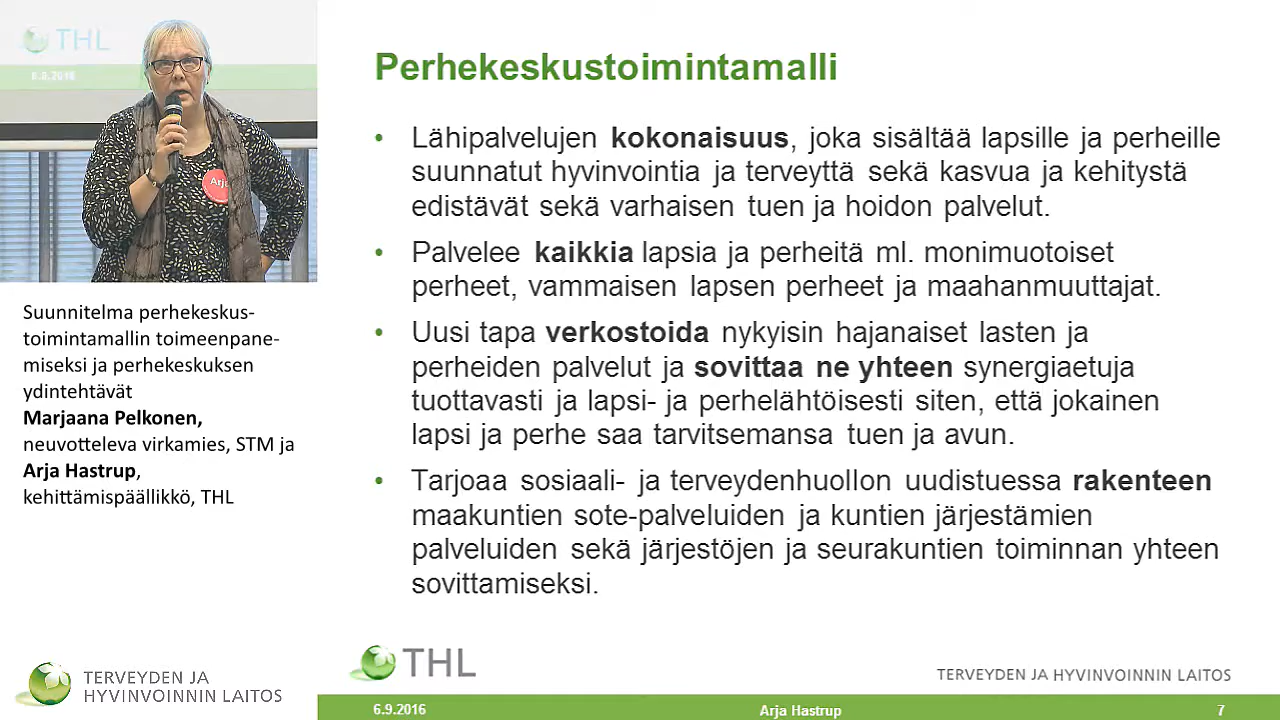 THL
6.9.2016
Arja
Suunnitelma perhekeskus-
toimintamallin toimeenpane-
miseksi ja perhekeskuksen
ydintehtävät
Marjaana Pelkonen,
neuvotteleva virkamies, STM ja
Arja Hastrup,
kehittämispäällikkö, THL
TERVEYDEN JA
HYVINVOINNIN LAITOS
Perhekeskustoimintamalli
• Lähipalvelujen kokonaisuus, joka sisältää lapsille ja perheille
suunnatut hyvinvointia ja terveyttä sekä kasvua ja kehitystä
edistävät sekä varhaisen tuen ja hoidon palvelut.
• Palvelee kaikkia lapsia ja perheitä ml. monimuotoiset
perheet, vammaisen lapsen perheet ja maahanmuuttajat.
• Uusi tapa verkostoida nykyisin hajanaiset lasten ja
perheiden palvelut ja sovittaa ne yhteen synergiaetuja
tuottavasti ja lapsi- ja perhelähtöisesti siten, että jokainen
lapsi ja perhe saa tarvitsemansa tuen ja avun.
• Tarjoaa sosiaali- ja terveydenhuollon uudistuessa rakenteen
maakuntien sote-palveluiden ja kuntien järjestämien
palveluiden sekä järjestöjen ja seurakuntien toiminnan yhteen
sovittamiseksi.
THL
TERVEYDEN JA HYVINVOINNIN LAITOS
6.9.2016
Arja Hastrup
7